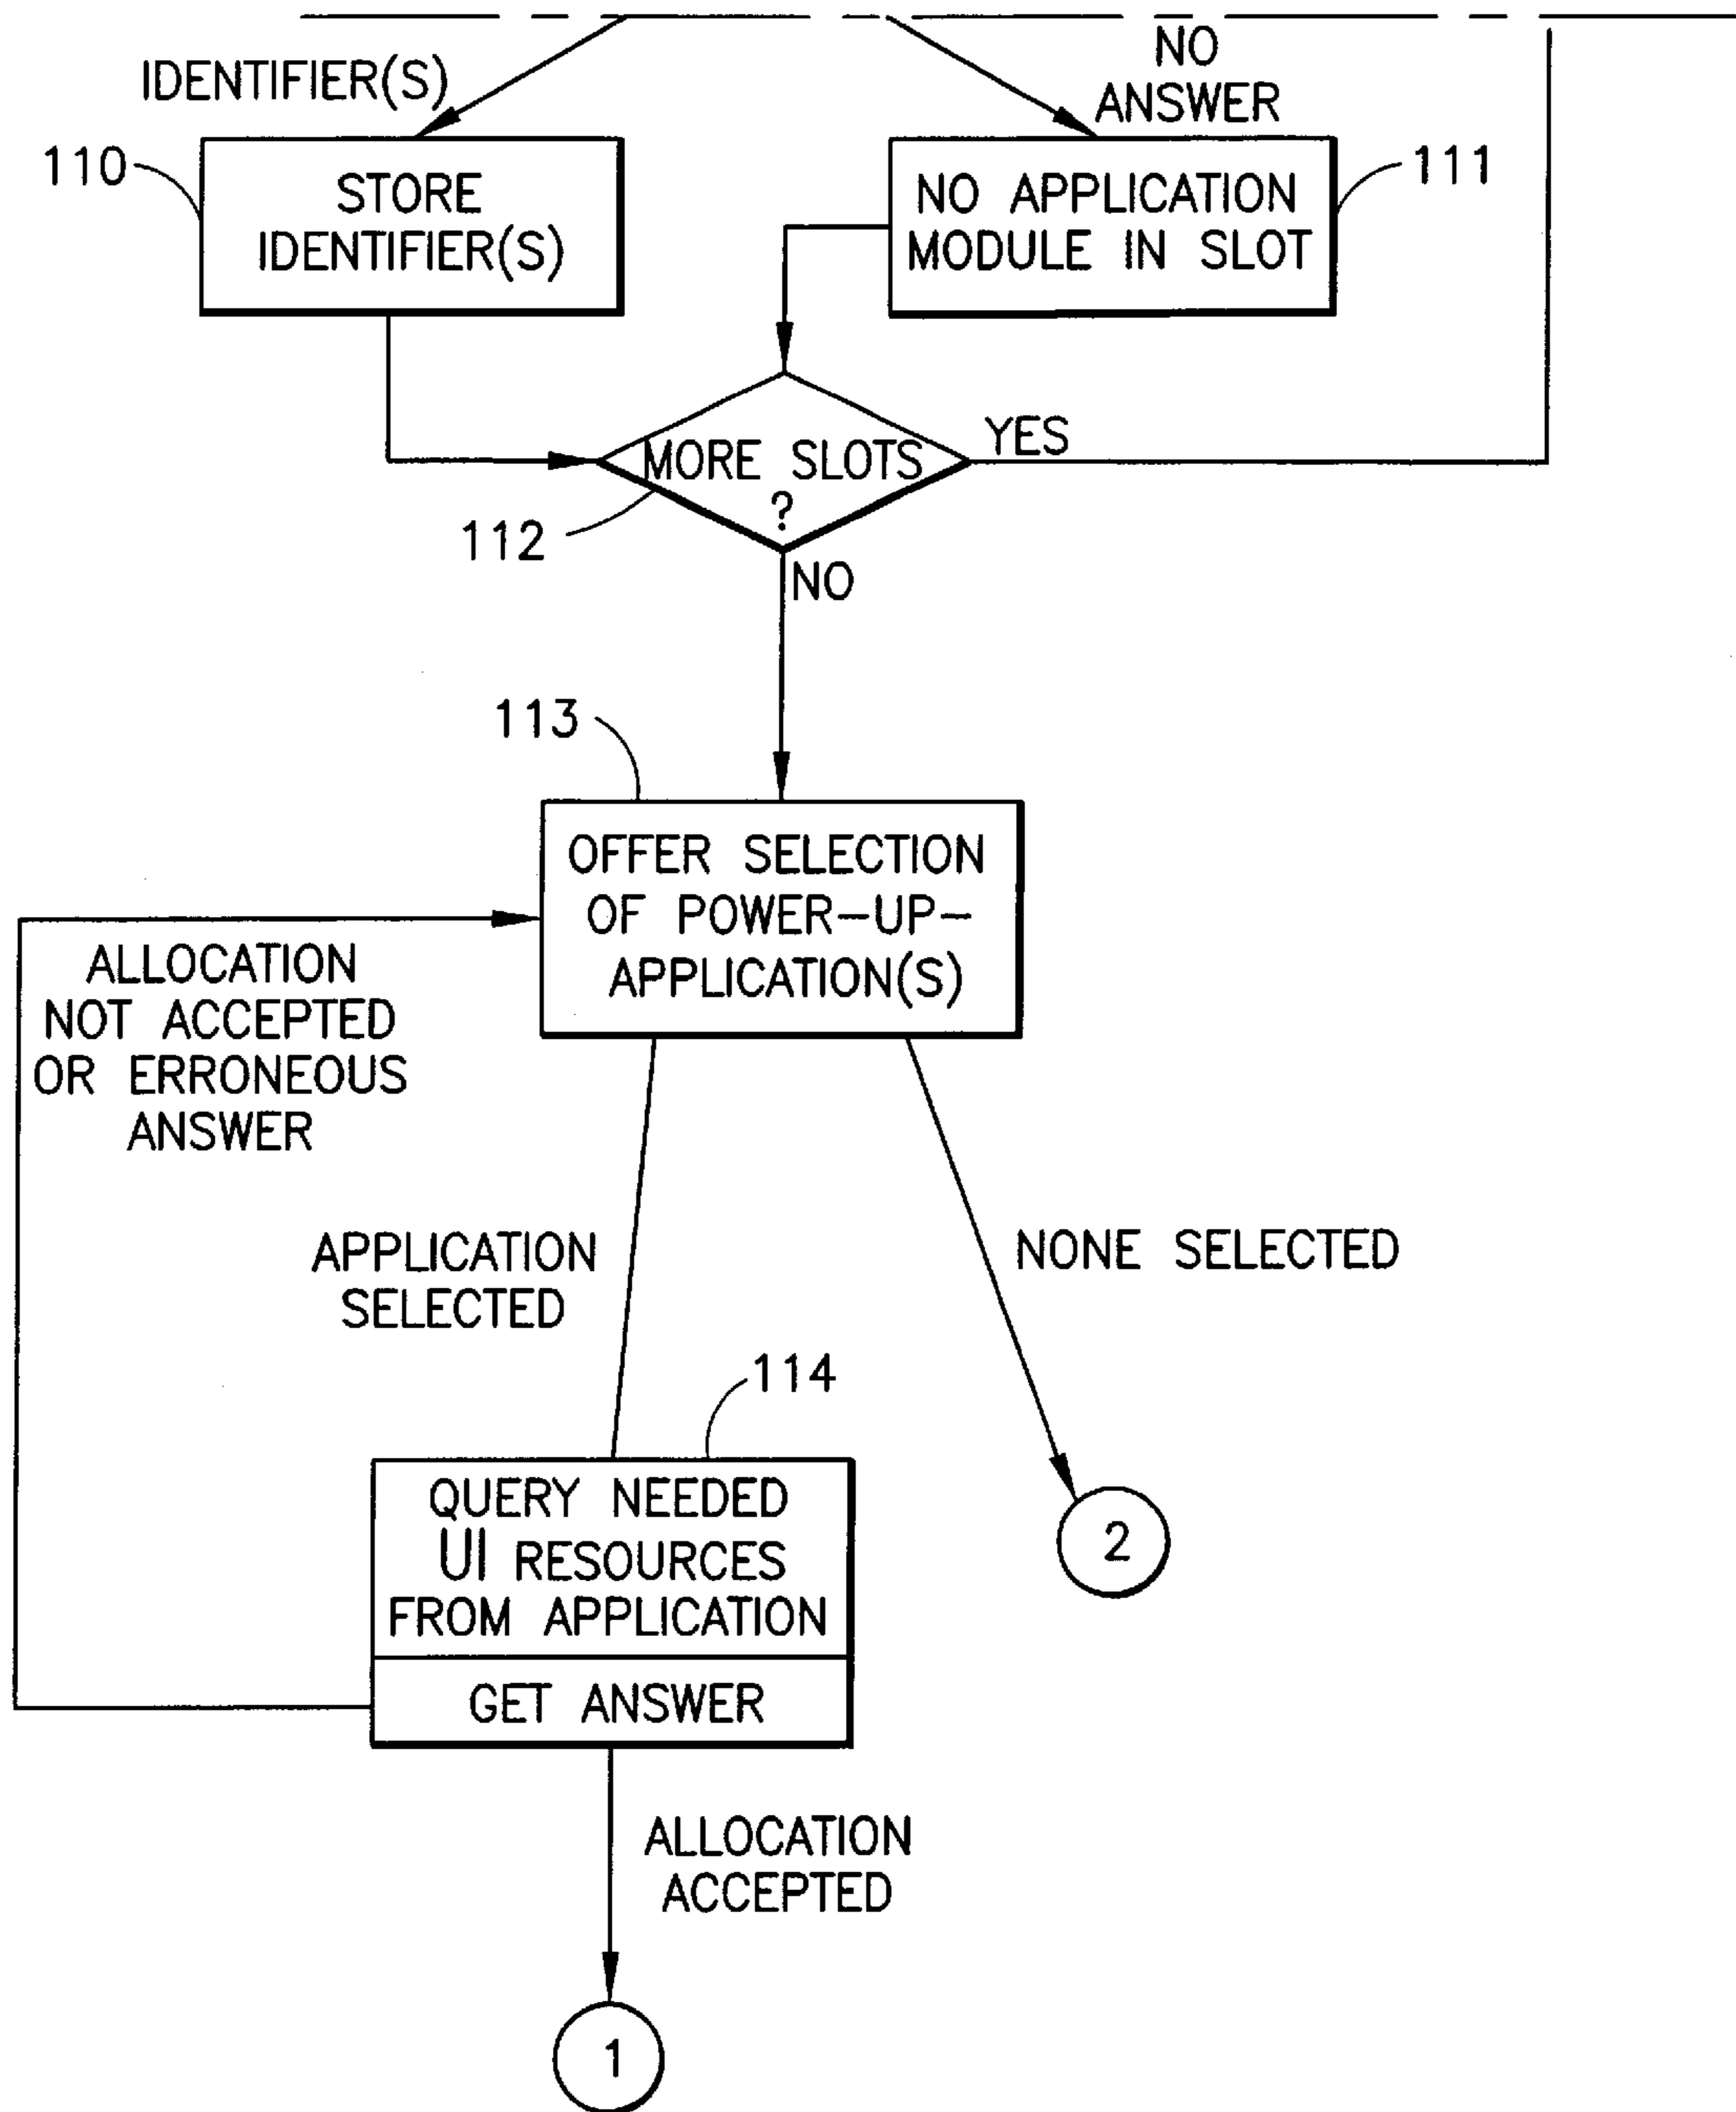 IDENTIFIER(S)
NO
ANSWER
110
STORE
IDENTIFIER(S)
NO APPLICATION
MODULE IN SLOT
111
MORE SLOTS
?
YES
112
NO
113
OFFER SELECTION
OF POWER-UP-
APPLICATION(S)
ALLOCATION
NOT ACCEPTED
OR ERRONEOUS
ANSWER
APPLICATION
SELECTED
NONE SELECTED
114
QUERY NEEDED
UI RESOURCES
FROM APPLICATION
GET ANSWER
2
ALLOCATION
ACCEPTED
1